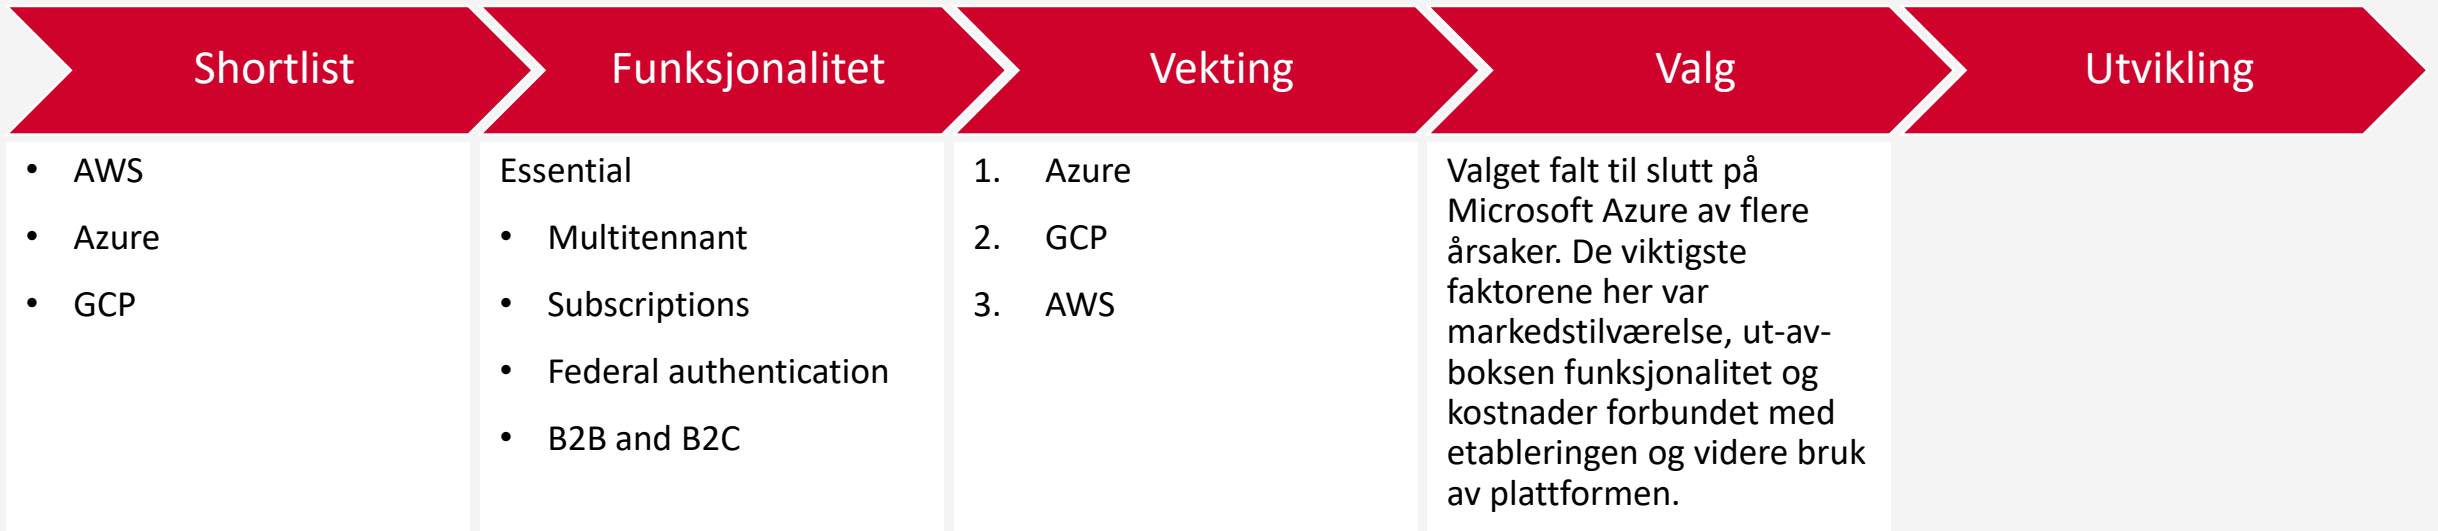 Shortlist
Funksjonalitet
Vekting
Valg
Utvikling
• AWS
• Azure
• GCP
Essential
• Multitennant
• Subscriptions
• Federal authentication
• B2B and B2C
1. Azure
2. GCP
3. AWS
Valget falt til slutt på
Microsoft Azure av flere
årsaker. De viktigste
faktorene her var
markedstilværelse, ut-av-
boksen funksjonalitet og
kostnader forbundet med
etableringen og videre bruk
av plattformen.